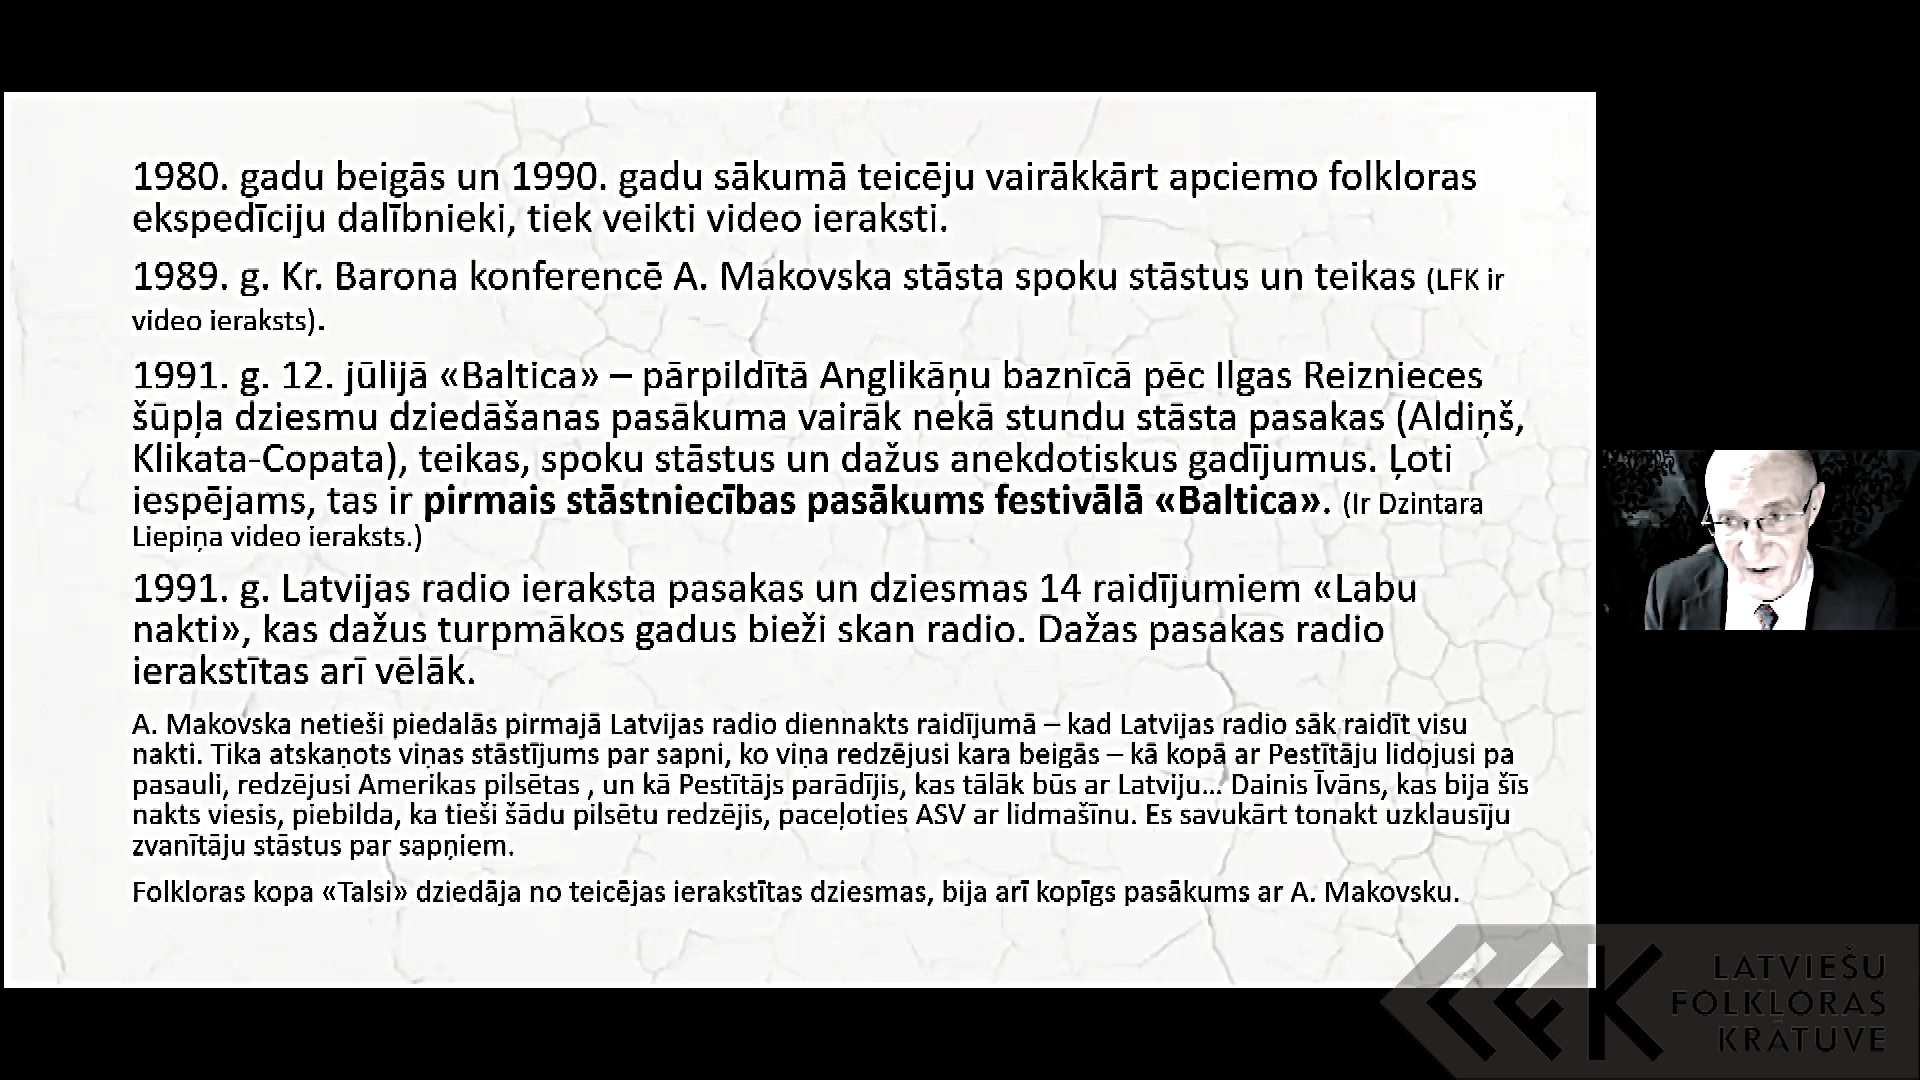 1980. gadu beigās un 1990. gadu sākumā teicēju vairākkārt apciemo folkloras
ekspedīciju dalībnieki, tiek veikti video ieraksti.
1989. g. Kr. Barona konferencē A. Makovska stāsta spoku stāstus un teikas (LFK ir
video ieraksts).
1991. g. 12. jūlijā «Baltica» – pārpildītā Anglikāņu baznīcā pēc Ilgas Reiznieces
šūpļa dziesmu dziedāšanas pasākuma vairāk nekā stundu stāsta pasakas (Aldiņš,
Klikata-Copata), teikas, spoku stāstus un dažus anekdotiskus gadījumus. Ļoti
iespējams, tas ir pirmais stāstniecības pasākums festivālā «Baltica». (Ir Dzintara
Liepiņa video ieraksts.)
1991. g. Latvijas radio ieraksta pasakas un dziesmas 14 raidījumiem «Labu
nakti», kas dažus turpmākos gadus bieži skan radio. Dažas pasakas radio
ierakstītas arī vēlāk.
A. Makovska netieši piedalās pirmajā Latvijas radio diennakts raidījumā – kad Latvijas radio sāk raidīt visu
nakti. Tika atskaņots viņas stāstījums par sapni, ko viņa redzējusi kara beigās – kā kopā ar Pestītāju lidojusi pa
pasauli, redzējusi Amerikas pilsētas , un kā Pestītājs parādījis, kas tālāk būs ar Latviju... Dainis Īvāns, kas bija šīs
nakts viesis, piebilda, ka tieši šādu pilsētu redzējis, paceļoties ASV ar lidmašīnu. Es savukārt tonakt uzklausīju
zvanītāju stāstus par sapņiem.
Folkloras kopa «Talsi» dziedāja no teicējas ierakstītas dziesmas, bija arī kopīgs pasākums ar A. Makovsku.
LFK
LATVIEŠU
FOLKLORAS
KRĀTUVE